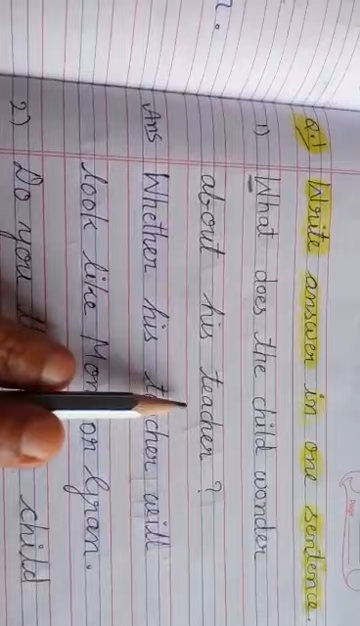 Q.1 Write answer in one sentence.
1) What does the child wonder
about his teacher?
Ans Whether his teacher will
look like Mom or Gran.
2) Do you child